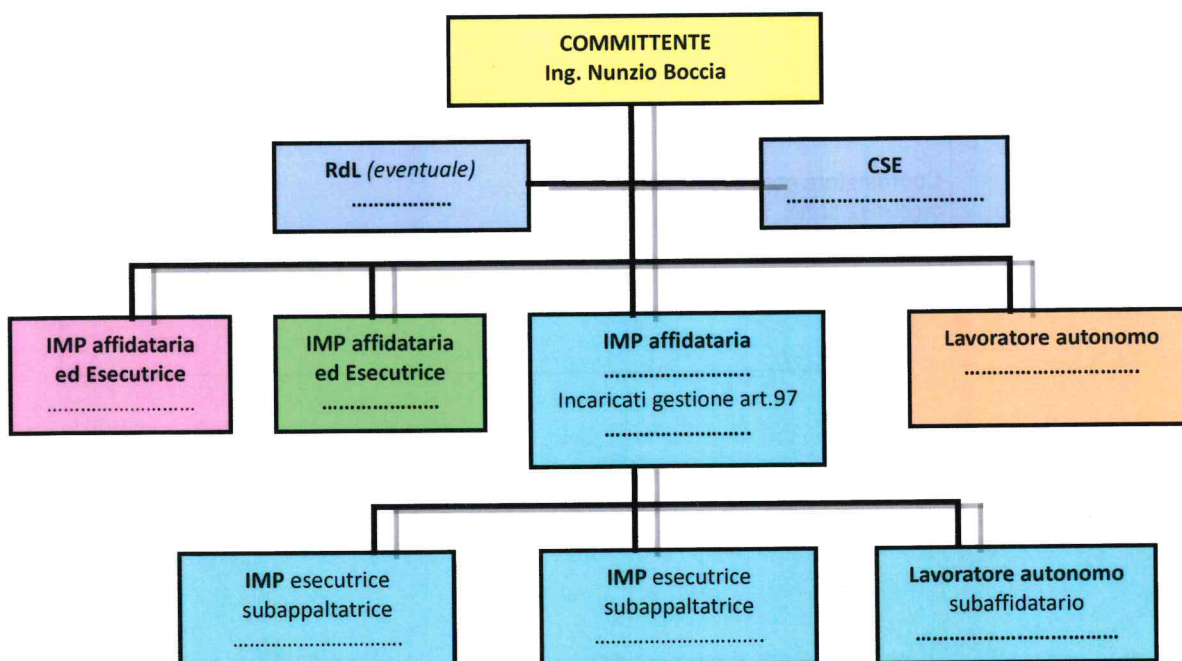 COMMITTENTE
Ing. Nunzio Boccia
RdL (eventuale)
………………
CSE
………………………………..
IMP affidataria
ed Esecutrice
………………………..
IMP affidataria
ed Esecutrice
…………………
IMP affidataria
………………………..
Incaricati gestione art.97
………………………..
Lavoratore autonomo
………………………….
IMP esecutrice
subappaltatrice
…………………………..
IMP esecutrice
subappaltatrice
…………………………..
Lavoratore autonomo
subaffidatario
………………………………